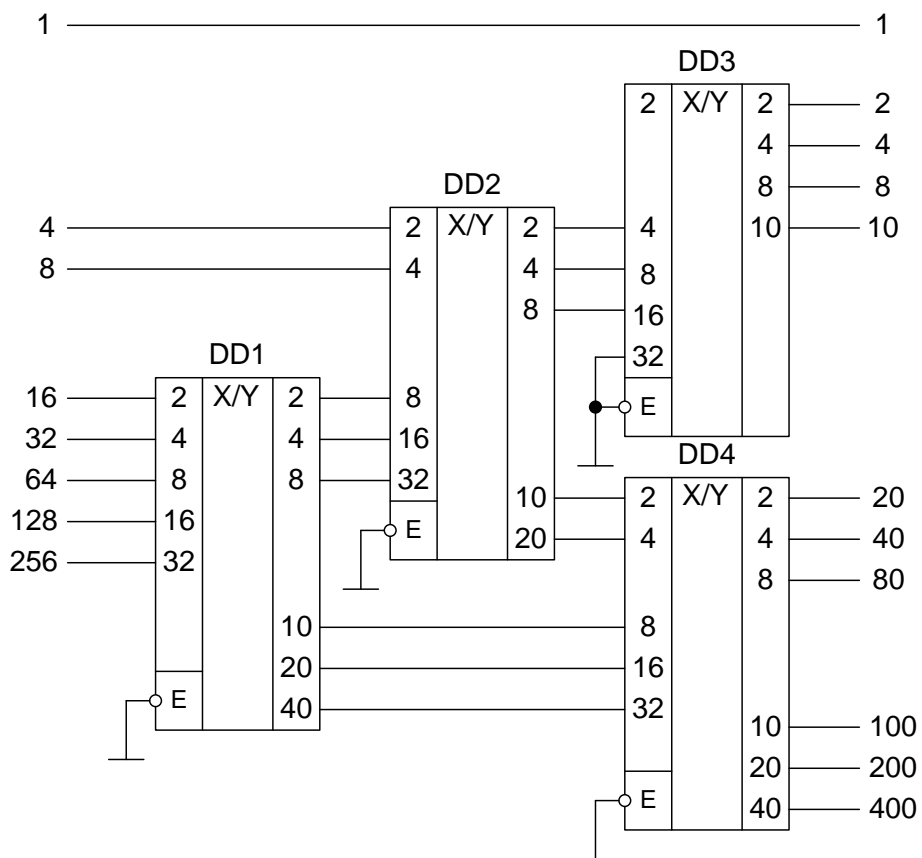 1 1
DD3
2 X/Y 2 2
4 4
DD2
8 8
4 2 X/Y 2 4 10 10
8 4 4 8
8 16
DD1 32
16 2 X/Y 2 8 E
32 4 4 16
DD4
64 8 8 32
10 2 X/Y 2 20
128 16 E 20 4 4 40
256 32 8 80
10 8
20 16
E 40 32
10 100
20 200
E 40 400